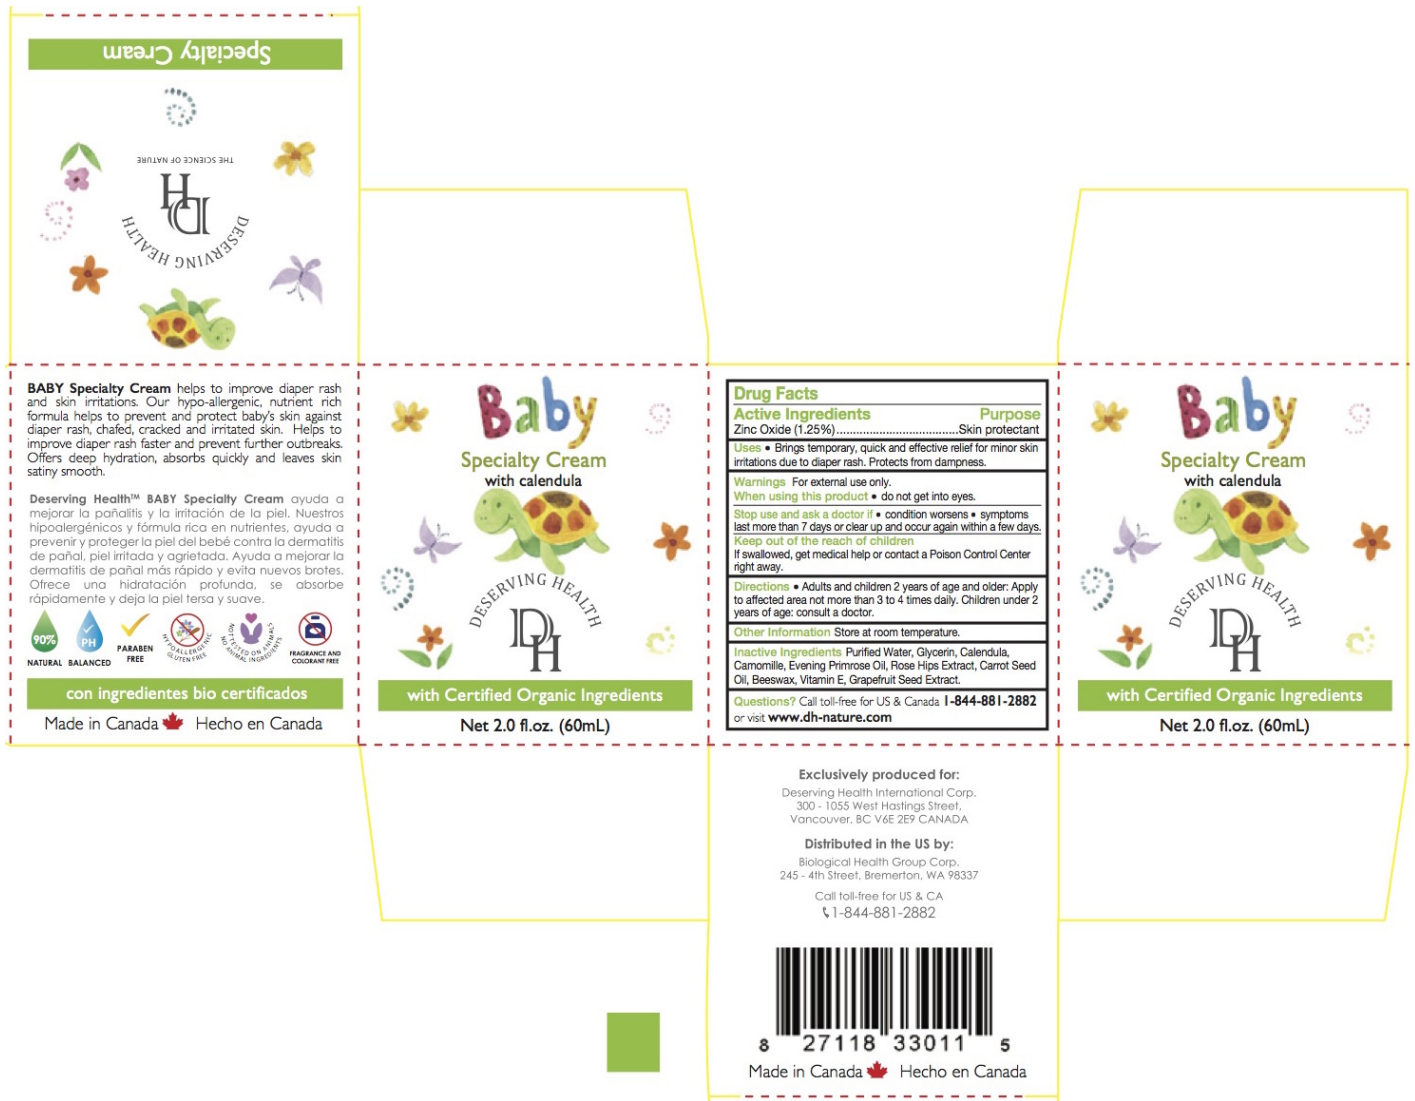 Specialty Cream
THE SCIENCE OF NATURE
DH
DESERVING HEALTH
BABY Specialty Cream helps to improve diaper rash
and skin irritations. Our hypo-allergenic, nutrient rich
formula helps to prevent and protect baby's skin against
diaper rash, chafed, cracked and irritated skin. Helps to
improve diaper rash faster and prevent further outbreaks.
Offers deep hydration, absorbs quickly and leaves skin
satiny smooth.
Deserving Health™ BABY Specialty Cream ayuda a
mejorar la pañalitis y la irritación de la piel. Nuestros
hipoalergénicos y fórmula rica en nutrientes, ayuda a
prevenir y proteger la piel del bebé contra la dermatitis
de pañal, piel irritada y agrietada. Ayuda a mejorar la
dermatitis de pañal más rápido y evita nuevos brotes.
Ofrece una hidratación profunda, se absorbe
rápidamente y deja la piel tersa y suave.
90%
NATURAL
PH
BALANCED
PARABEN
FREE
HYPOALLERGENIC
GLUTEN FREE
NOT TESTED ON ANIMALS
NO ANIMAL INGREDIENTS
FRAGRANCE AND
COLORANT FREE
con ingredientes bio certificados
Made in Canada Hecho en Canada
Baby
Specialty Cream
with calendula
DESERVING HEALTH
DH
with Certified Organic Ingredients
Net 2.0 fl.oz. (60mL)
Drug Facts
Active Ingredients Purpose
Zinc Oxide (1.25%)....................................Skin protectant
Uses • Brings temporary, quick and effective relief for minor skin
irritations due to diaper rash. Protects from dampness.
Warnings For external use only.
When using this product • do not get into eyes.
Stop use and ask a doctor if • condition worsens • symptoms
last more than 7 days or clear up and occur again within a few days.
Keep out of the reach of children
If swallowed, get medical help or contact a Poison Control Center
right away.
Directions • Adults and children 2 years of age and older: Apply
to affected area not more than 3 to 4 times daily. Children under 2
years of age: consult a doctor.
Other Information Store at room temperature.
Inactive Ingredients Purified Water, Glycerin, Calendula,
Camomille, Evening Primrose Oil, Rose Hips Extract, Carrot Seed
Oil, Beeswax, Vitamin E, Grapefruit Seed Extract.
Questions? Call toll-free for US & Canada 1-844-881-2882
or visit www.dh-nature.com
Baby
Specialty Cream
with calendula
DESERVING HEALTH
DH
with Certified Organic Ingredients
Net 2.0 fl.oz. (60mL)
Exclusively produced for:
Deserving Health International Corp.
300 - 1055 West Hastings Street,
Vancouver, BC V6E 2E9 CANADA
Distributed in the US by:
Biological Health Group Corp.
245 - 4th Street, Bremerton, WA 98337
Call toll-free for US & CA
1-844-881-2882
8 27118 33011 5
Made in Canada Hecho en Canada